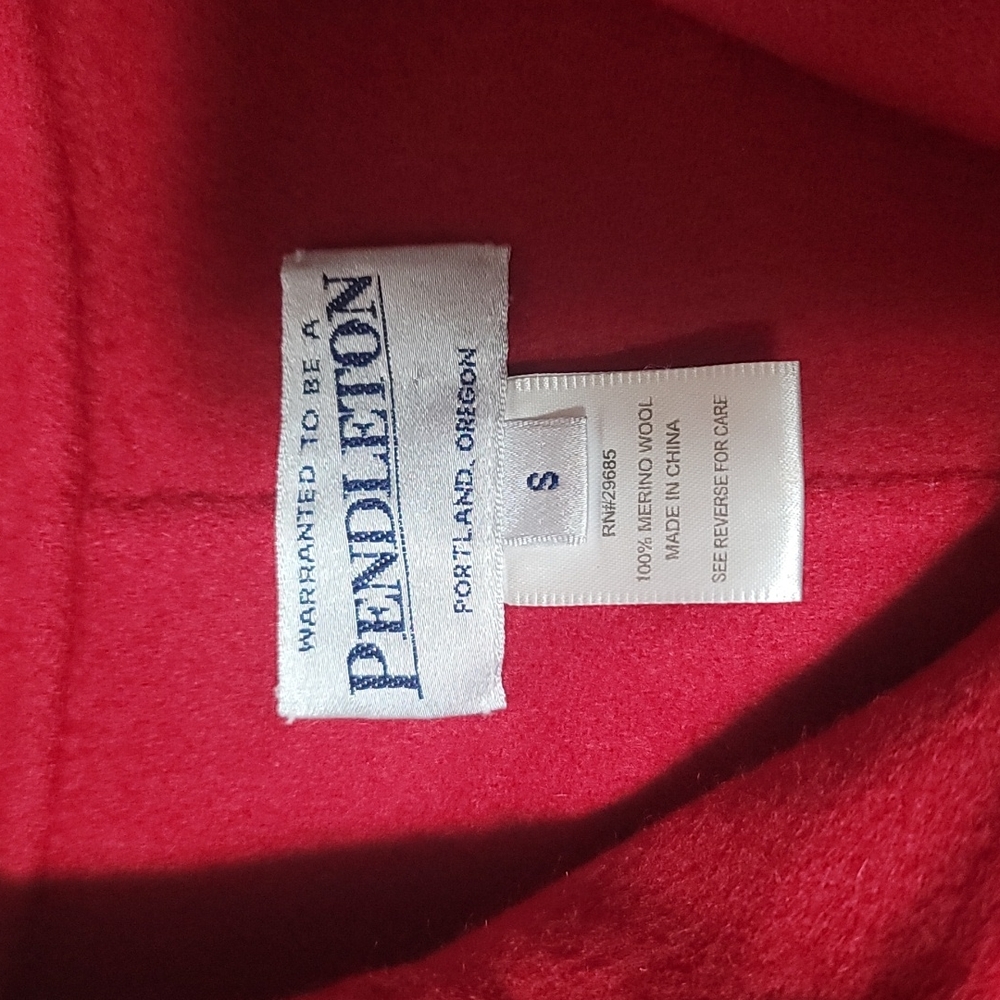 WARRANTED TO BE A
PENDLETON
PORTLAND, OREGON
S
RN#29685
100% MERINO WOOL
MADE IN CHINA
SEE REVERSE FOR CARE